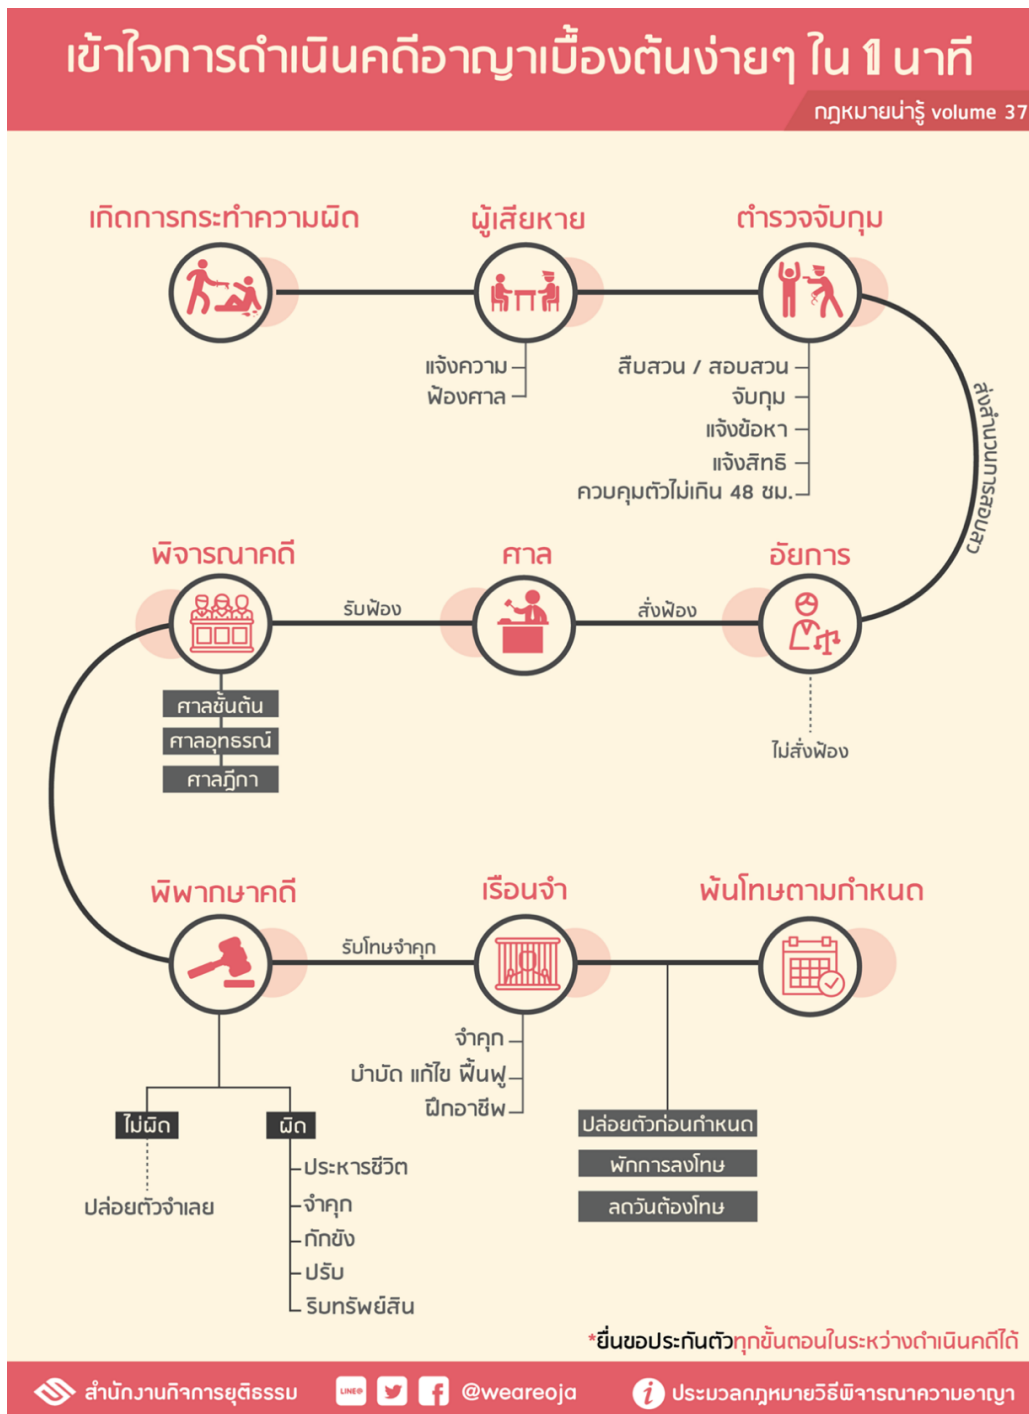 เข้าใจการดำเนินคดีอาญาเบื้องต้นง่ายๆ ใน 1 นาที
กฎหมายน่ารู้ volume 37
เกิดการกระทำความผิด
ผู้เสียหาย
แจ้งความ
ฟ้องศาล
ตำรวจจับกุม
สืบสวน / สอบสวน
จับกุม
แจ้งข้อหา
แจ้งสิทธิ
ควบคุมตัวไม่เกิน 48 ชม.
ส่งสำนวนการสอบสว
อัยการ
ไม่สั่งฟ้อง
สั่งฟ้อง
ศาล
รับฟ้อง
พิจารณาคดี
ศาลชั้นต้น
ศาลอุทธรณ์
ศาลฎีกา
พิพากษาคดี
ไม่ผิด
ปล่อยตัวจำเลย
ผิด
ประหารชีวิต
จำคุก
กักขัง
ปรับ
ริบทรัพย์สิน
รับโทษจำคุก
เรือนจำ
จำคุก
บำบัด แก้ไข ฟื้นฟู
ฝึกอาชีพ
ปล่อยตัวก่อนกำหนด
พักการลงโทษ
ลดวันต้องโทษ
พ้นโทษตามกำหนด
*ยื่นขอประกันตัวทุกขั้นตอนในระหว่างดำเนินคดีได้
สำนักงานกิจการยุติธรรม
LINE@
@weareoja
ประมวลกฎหมายวิธีพิจารณาความอาญา